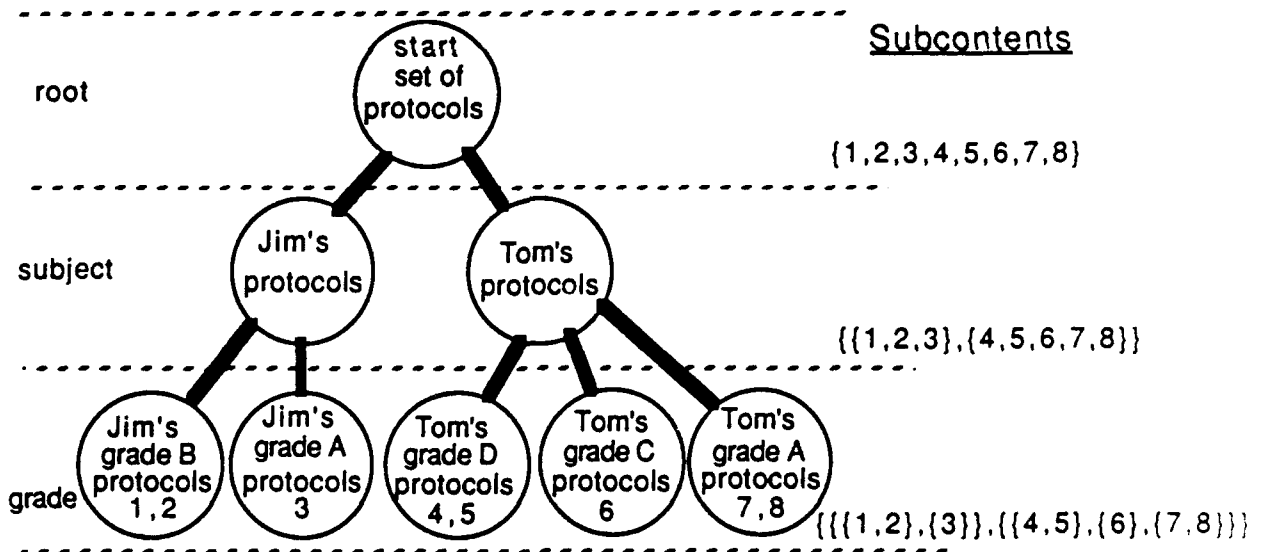 Subcontents
root
start
set of
protocols
{1,2,3,4,5,6,7,8}
subject
Jim's
protocols
Tom's
protocols
{{1,2,3},{4,5,6,7,8}}
grade
Jim's
grade B
protocols
1,2
Jim's
grade A
protocols
3
Tom's
grade D
protocols
4,5
Tom's
grade C
protocols
6
Tom's
grade A
protocols
7,8
{{{1,2},{3}},{{4,5},{6},{7,8}}}